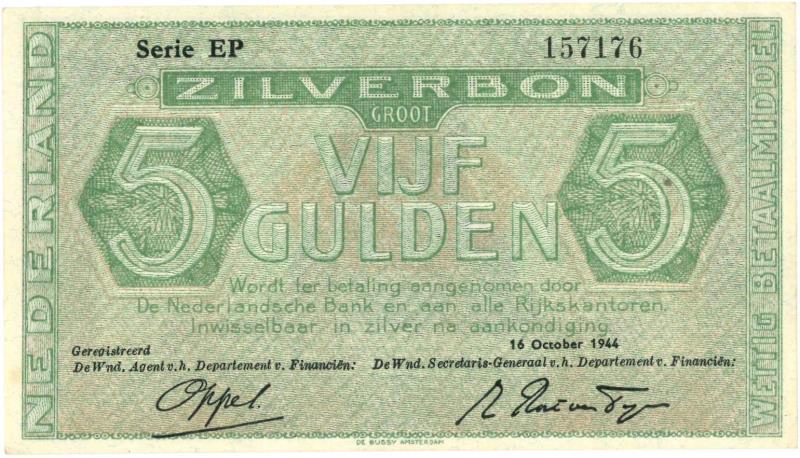 Serie EP 157176
ZILVERBON
GROOT
5 VIJF 5
GULDEN
Wordt ter betaling aangenomen door
De Nederlandsche Bank en aan alle Rijkskantoren.
Inwisselbaar in zilver na aankondiging.
16 October 1944
Geregistreerd
De Wnd. Agent v.h. Departement v. Financiën: De Wnd. Secretaris-Generaal v.h. Departement v. Financiën:
Oppel.
DE BUSSY AMSTERDAM
NEDERLAND
WETTIG BETAALMIDDEL